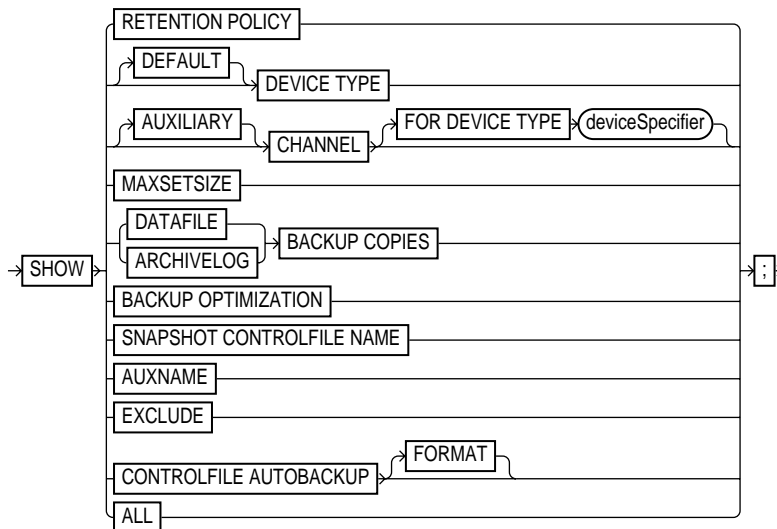 RETENTION POLICY
DEFAULT
DEVICE TYPE
AUXILIARY
CHANNEL
FOR DEVICE TYPE
deviceSpecifier
MAXSETSIZE
DATAFILE
ARCHIVELOG
BACKUP COPIES
SHOW
;
BACKUP OPTIMIZATION
SNAPSHOT CONTROLFILE NAME
AUXNAME
EXCLUDE
CONTROLFILE AUTOBACKUP
FORMAT
ALL